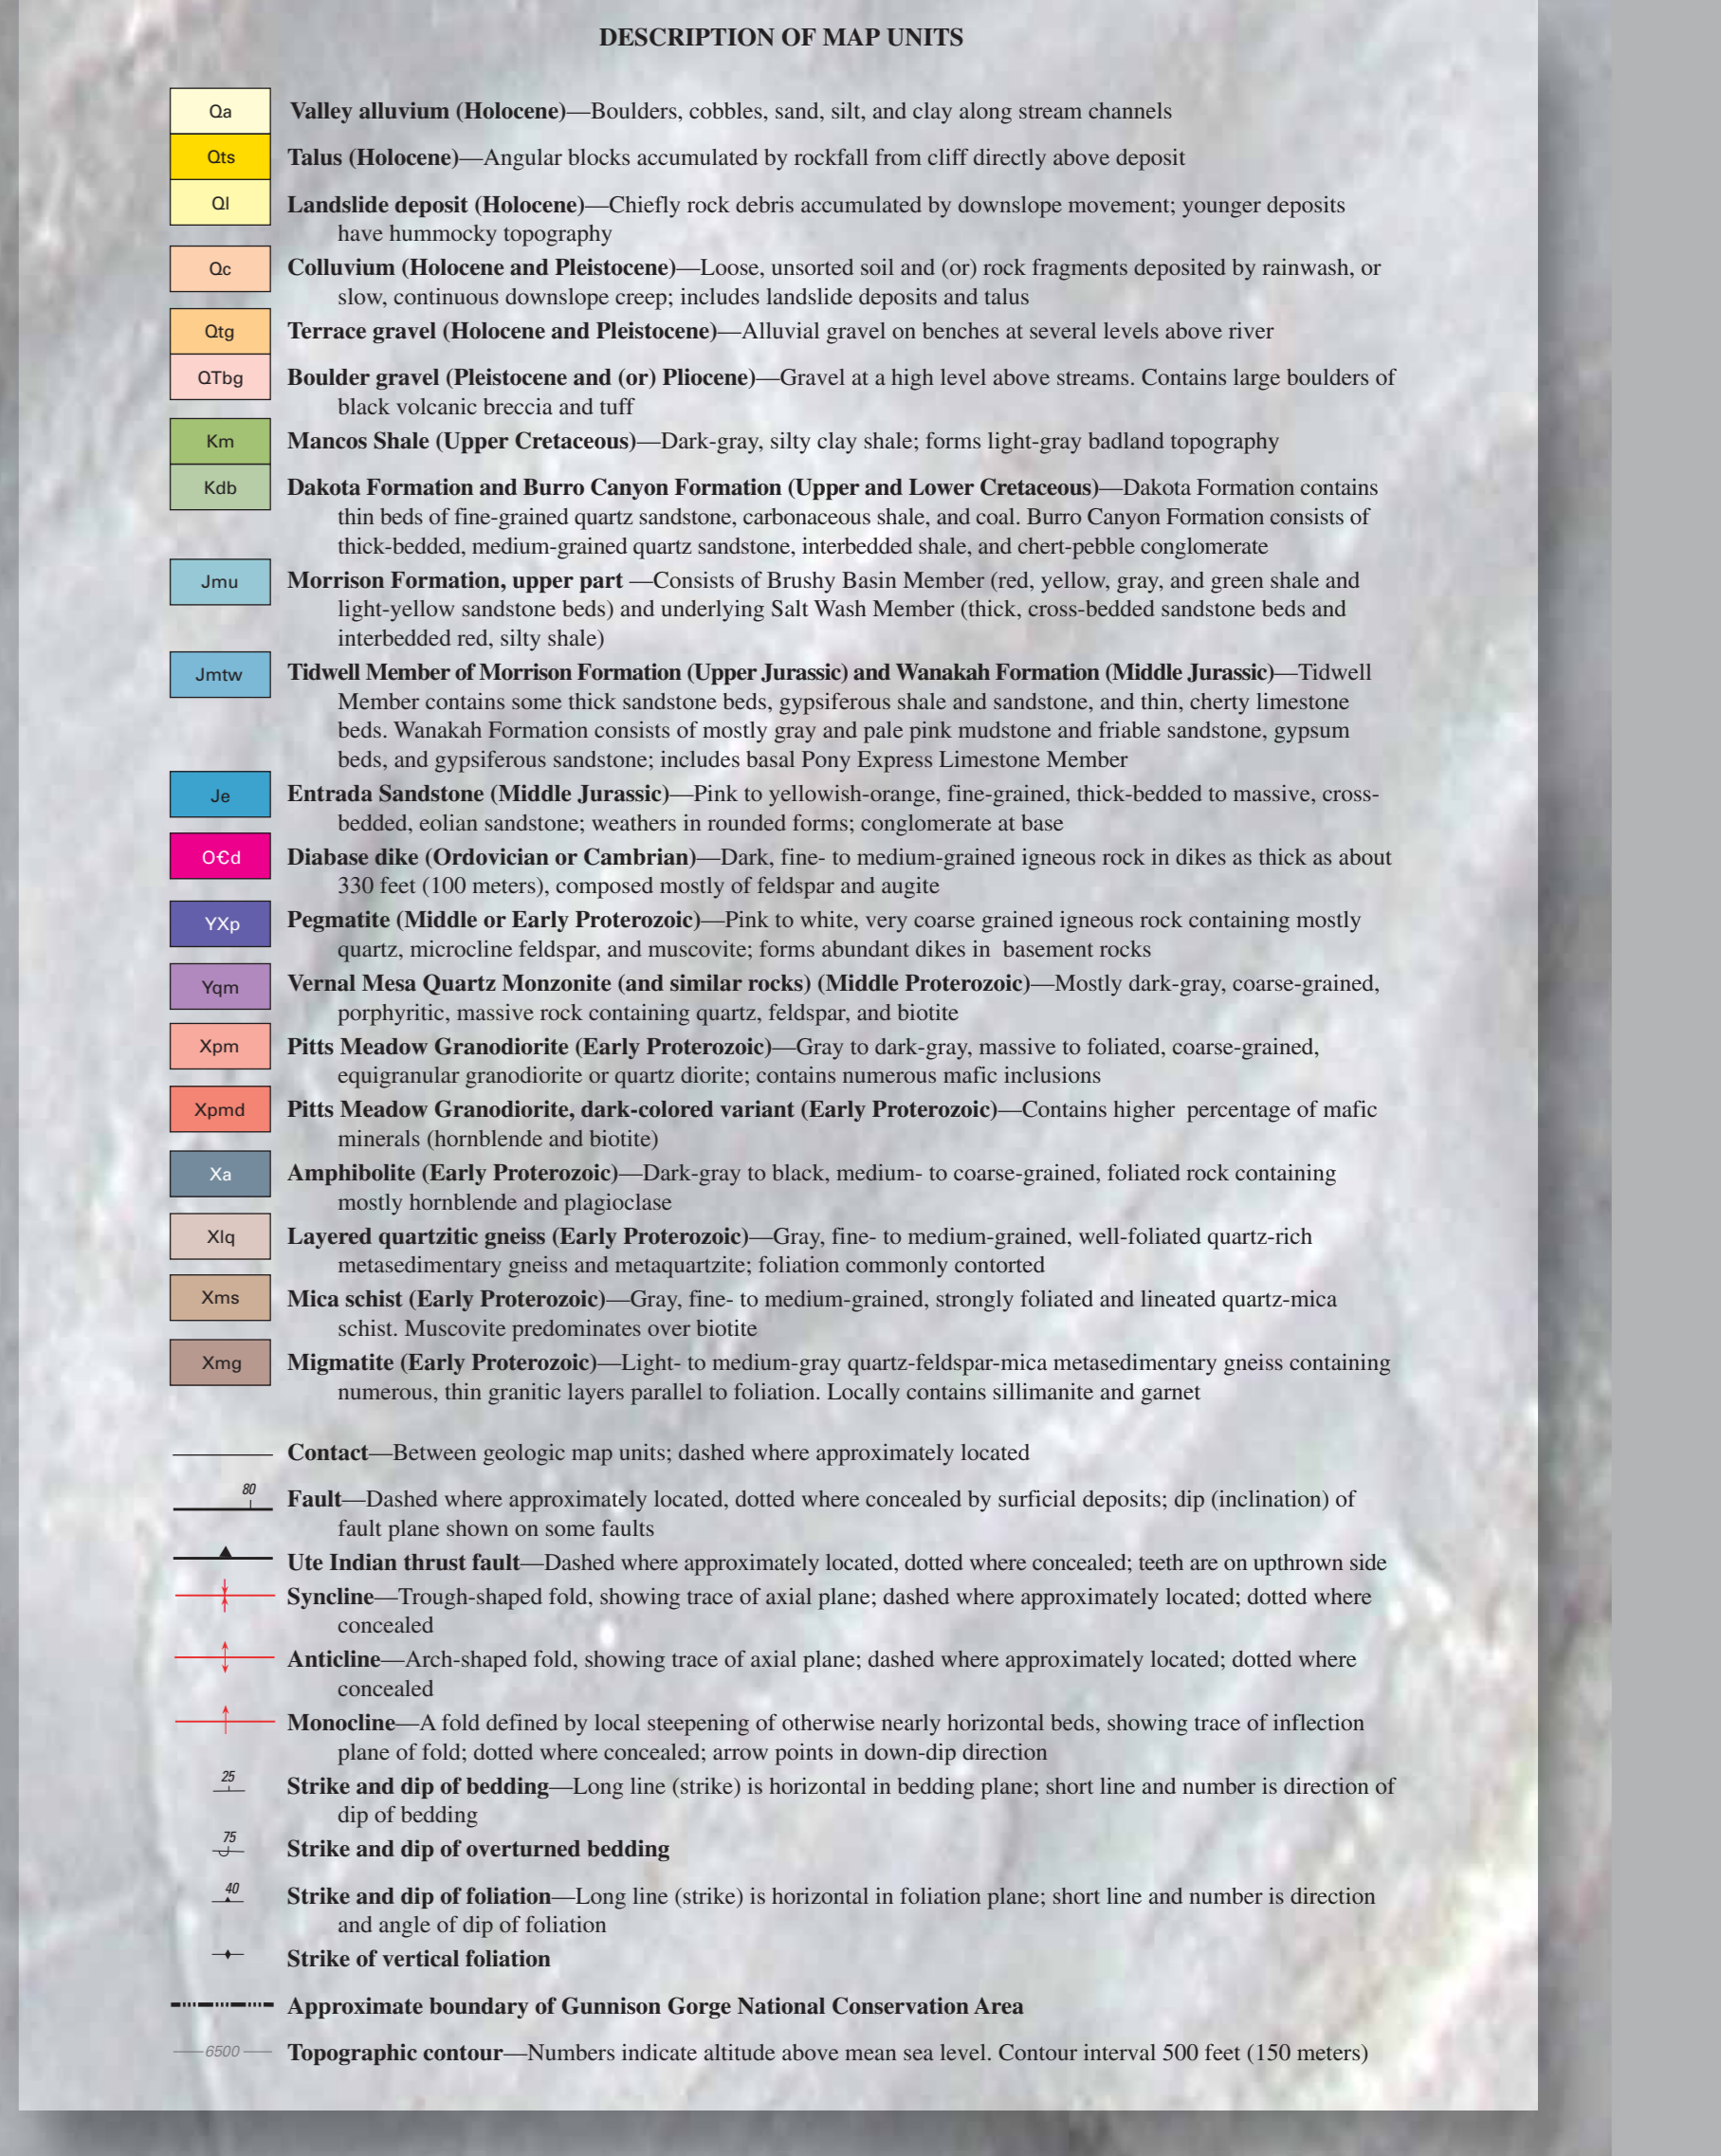 DESCRIPTION OF MAP UNITS
Qa Valley alluvium (Holocene)—Boulders, cobbles, sand, silt, and clay along stream channels
Qts Talus (Holocene)—Angular blocks accumulated by rockfall from cliff directly above deposit
Ql Landslide deposit (Holocene)—Chiefly rock debris accumulated by downslope movement; younger deposits
have hummocky topography
Qc Colluvium (Holocene and Pleistocene)—Loose, unsorted soil and (or) rock fragments deposited by rainwash, or
slow, continuous downslope creep; includes landslide deposits and talus
Qtg Terrace gravel (Holocene and Pleistocene)—Alluvial gravel on benches at several levels above river
QTbg Boulder gravel (Pleistocene and (or) Pliocene)—Gravel at a high level above streams. Contains large boulders of
black volcanic breccia and tuff
Km Mancos Shale (Upper Cretaceous)—Dark-gray, silty clay shale; forms light-gray badland topography
Kdb Dakota Formation and Burro Canyon Formation (Upper and Lower Cretaceous)—Dakota Formation contains
thin beds of fine-grained quartz sandstone, carbonaceous shale, and coal. Burro Canyon Formation consists of
thick-bedded, medium-grained quartz sandstone, interbedded shale, and chert-pebble conglomerate
Jmu Morrison Formation, upper part —Consists of Brushy Basin Member (red, yellow, gray, and green shale and
light-yellow sandstone beds) and underlying Salt Wash Member (thick, cross-bedded sandstone beds and
interbedded red, silty shale)
Jmtw Tidwell Member of Morrison Formation (Upper Jurassic) and Wanakah Formation (Middle Jurassic)—Tidwell
Member contains some thick sandstone beds, gypsiferous shale and sandstone, and thin, cherty limestone
beds. Wanakah Formation consists of mostly gray and pale pink mudstone and friable sandstone, gypsum
beds, and gypsiferous sandstone; includes basal Pony Express Limestone Member
Je Entrada Sandstone (Middle Jurassic)—Pink to yellowish-orange, fine-grained, thick-bedded to massive, cross-
bedded, eolian sandstone; weathers in rounded forms; conglomerate at base
O€d Diabase dike (Ordovician or Cambrian)—Dark, fine- to medium-grained igneous rock in dikes as thick as about
330 feet (100 meters), composed mostly of feldspar and augite
YXp Pegmatite (Middle or Early Proterozoic)—Pink to white, very coarse grained igneous rock containing mostly
quartz, microcline feldspar, and muscovite; forms abundant dikes in basement rocks
Yqm Vernal Mesa Quartz Monzonite (and similar rocks) (Middle Proterozoic)—Mostly dark-gray, coarse-grained,
porphyritic, massive rock containing quartz, feldspar, and biotite
Xpm Pitts Meadow Granodiorite (Early Proterozoic)—Gray to dark-gray, massive to foliated, coarse-grained,
equigranular granodiorite or quartz diorite; contains numerous mafic inclusions
Xpmd Pitts Meadow Granodiorite, dark-colored variant (Early Proterozoic)—Contains higher percentage of mafic
minerals (hornblende and biotite)
Xa Amphibolite (Early Proterozoic)—Dark-gray to black, medium- to coarse-grained, foliated rock containing
mostly hornblende and plagioclase
Xlq Layered quartzitic gneiss (Early Proterozoic)—Gray, fine- to medium-grained, well-foliated quartz-rich
metasedimentary gneiss and metaquartzite; foliation commonly contorted
Xms Mica schist (Early Proterozoic)—Gray, fine- to medium-grained, strongly foliated and lineated quartz-mica
schist. Muscovite predominates over biotite
Xmg Migmatite (Early Proterozoic)—Light- to medium-gray quartz-feldspar-mica metasedimentary gneiss containing
numerous, thin granitic layers parallel to foliation. Locally contains sillimanite and garnet
Contact—Between geologic map units; dashed where approximately located
80 Fault—Dashed where approximately located, dotted where concealed by surficial deposits; dip (inclination) of
fault plane shown on some faults
Ute Indian thrust fault—Dashed where approximately located, dotted where concealed; teeth are on upthrown side
Syncline—Trough-shaped fold, showing trace of axial plane; dashed where approximately located; dotted where
concealed
Anticline—Arch-shaped fold, showing trace of axial plane; dashed where approximately located; dotted where
concealed
Monocline—A fold defined by local steepening of otherwise nearly horizontal beds, showing trace of inflection
plane of fold; dotted where concealed; arrow points in down-dip direction
25 Strike and dip of bedding—Long line (strike) is horizontal in bedding plane; short line and number is direction of
dip of bedding
75 Strike and dip of overturned bedding
40 Strike and dip of foliation—Long line (strike) is horizontal in foliation plane; short line and number is direction
and angle of dip of foliation
Strike of vertical foliation
Approximate boundary of Gunnison Gorge National Conservation Area
6500 Topographic contour—Numbers indicate altitude above mean sea level. Contour interval 500 feet (150 meters)